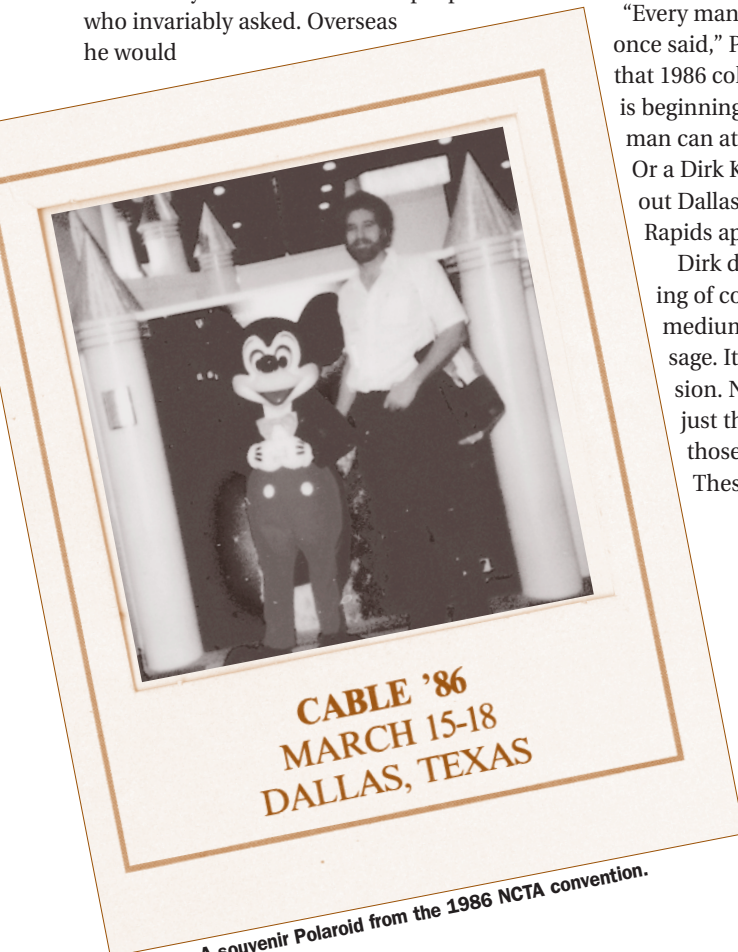 who invariably asked. Overseas
he would
“Every man
once said,” P
that 1986 col
is beginning
man can at
Or a Dirk K
out Dallas
Rapids ap
Dirk d
ing of co
medium
sage. It
sion. N
just th
those
Thes
CABLE ’86
MARCH 15-18
DALLAS, TEXAS
A souvenir Polaroid from the 1986 NCTA convention.